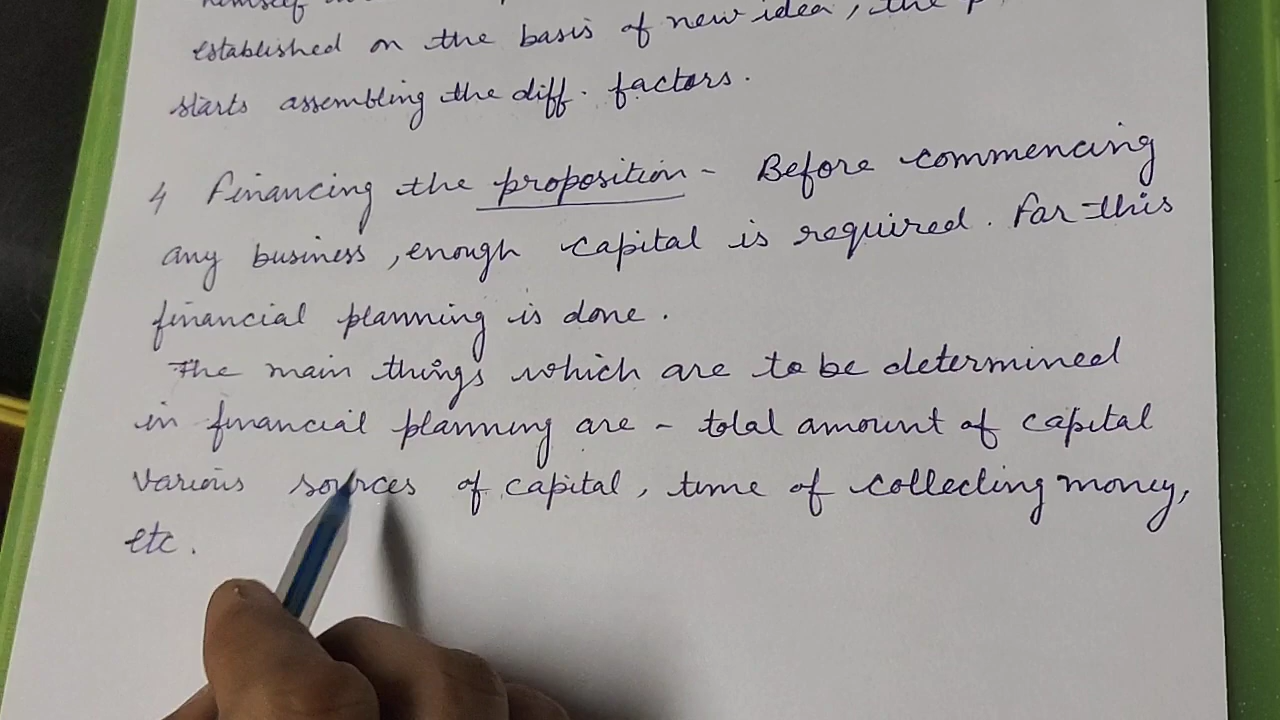 himself
established on the basis of new idea, the p
starts assembling the diff. factors.
4 Financing the proposition - Before commencing
any business, enough capital is required. For this
financial planning is done.
The main things which are to be determined
in financial planning are - total amount of capital
various sources of capital, time of collecting money,
etc.